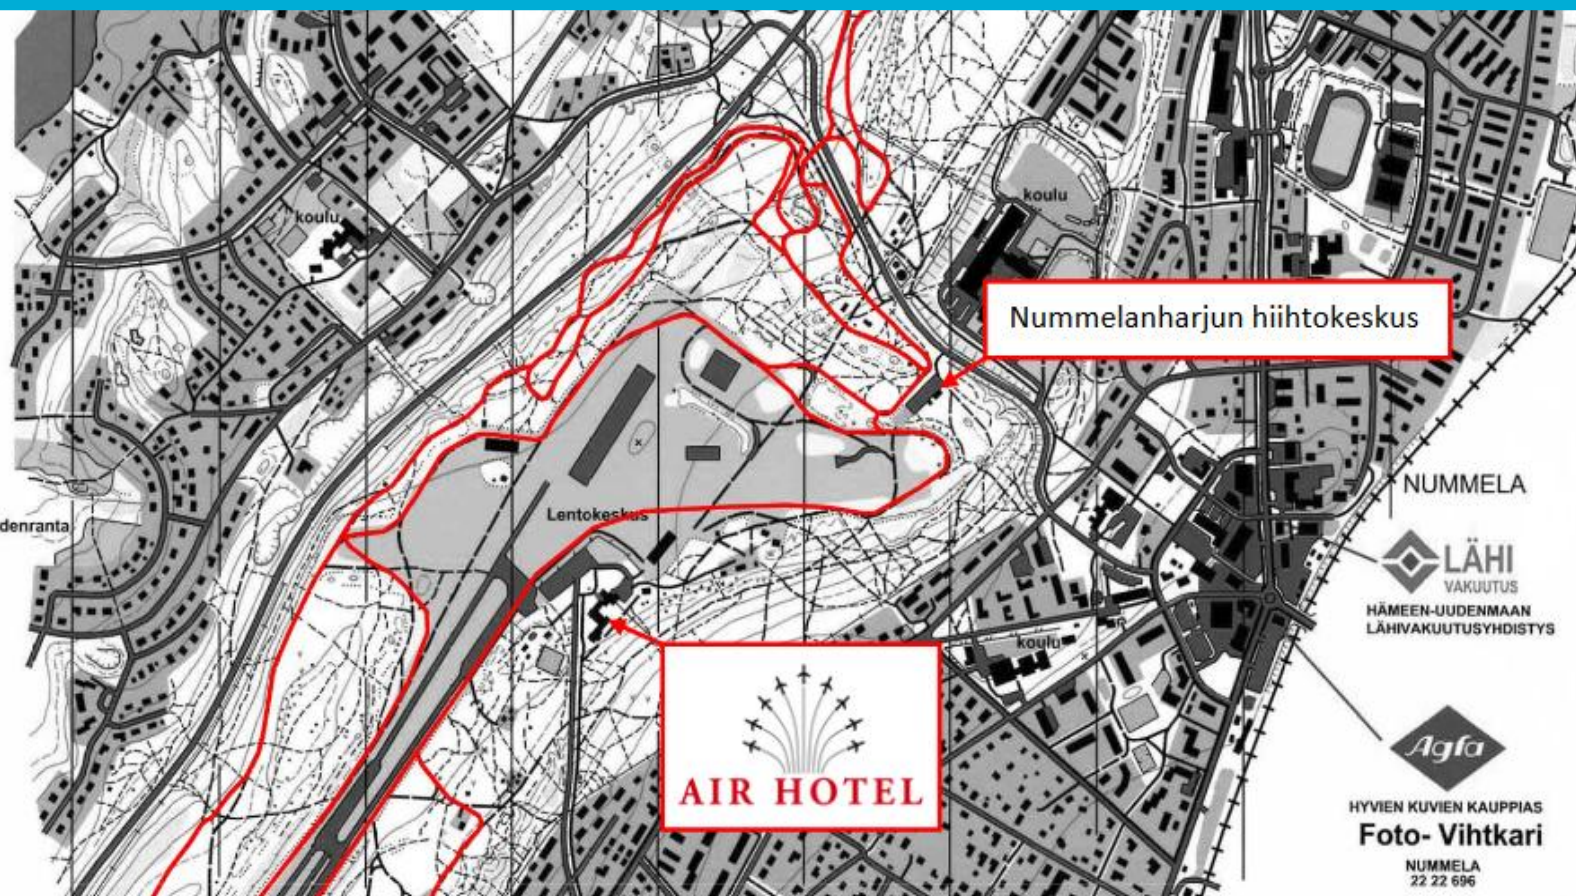 koulu
koulu
Nummelanharjun hiihtokeskus
NUMMELA
denranta
Lentokeskus
LÄHI
VAKUUTUS
HÄMEEN-UUDENMAAN
LÄHIVAKUUTUSYHDISTYS
koulu
AIR HOTEL
Agfa
HYVIEN KUVIEN KAUPPIAS
Foto- Vihtkari
NUMMELA
22 22 696